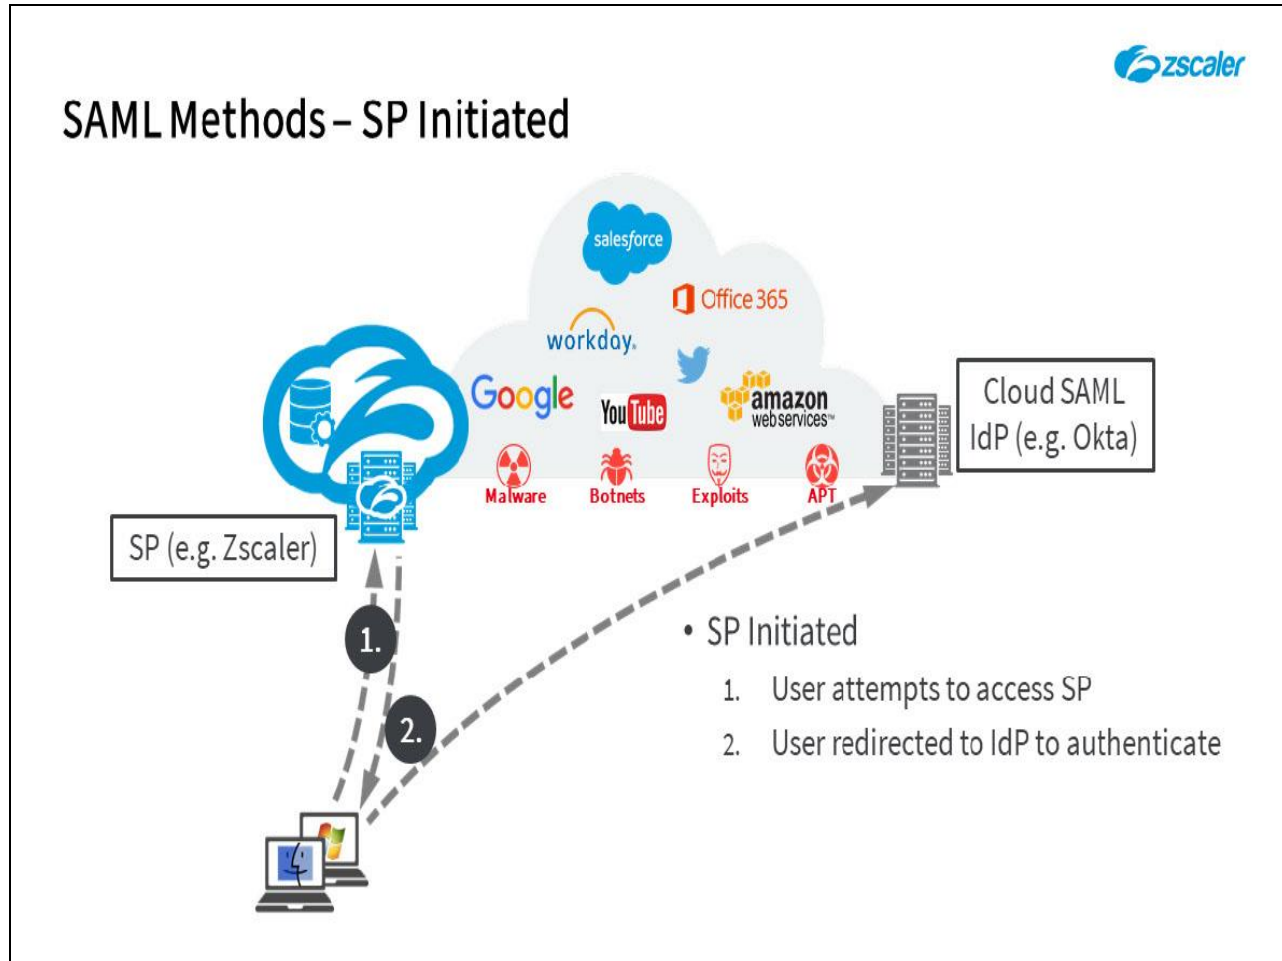 zscaler
SAML Methods – SP Initiated
salesforce
Office 365
workday.
Google
YouTube
amazon
webservices™
Malware
Botnets
Exploits
APT
Cloud SAML
IdP (e.g. Okta)
SP (e.g. Zscaler)
1.
2.
• SP Initiated
1. User attempts to access SP
2. User redirected to IdP to authenticate